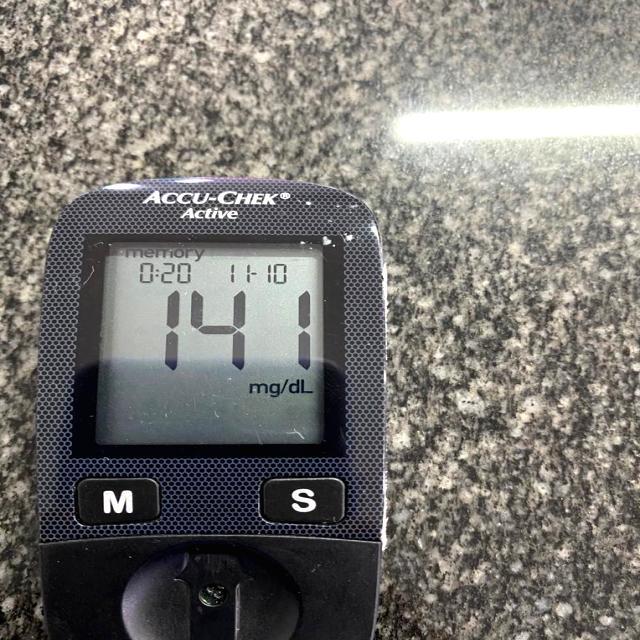 ACCU-CHEK®
Active
memory
0:20 11-10
141
mg/dL
M S